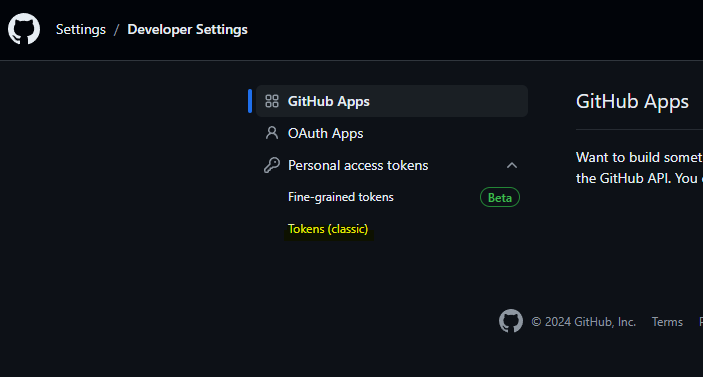 Settings / Developer Settings
GitHub Apps
OAuth Apps
Personal access tokens
Fine-grained tokens Beta
Tokens (classic)
GitHub Apps
Want to build somet
the GitHub API. You
© 2024 GitHub, Inc. Terms